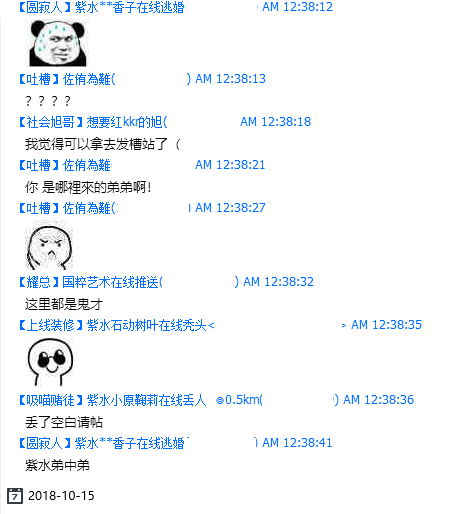 【圆寂人】紫水**香子在线逃婚 AM 12:38:12
【吐槽】佐侑為難( ) AM 12:38:13
？？？？
【社会旭哥】想要红kkr的旭( AM 12:38:18
我觉得可以拿去发槽站了（
【吐槽】佐侑為難 AM 12:38:21
你 是哪裡來的弟弟啊!
【吐槽】佐侑為難( ) AM 12:38:27
【耀总】国粹艺术在线推送( ) AM 12:38:32
这里都是鬼才
【上线装修】紫水石动树叶在线秃头< > AM 12:38:35
【吸喵赌徒】紫水小原鞠莉在线丢人 @0.5km( ) AM 12:38:36
丢了空白请帖
【圆寂人】紫水**香子在线逃婚 ) AM 12:38:41
紫水弟中弟
7 2018-10-15